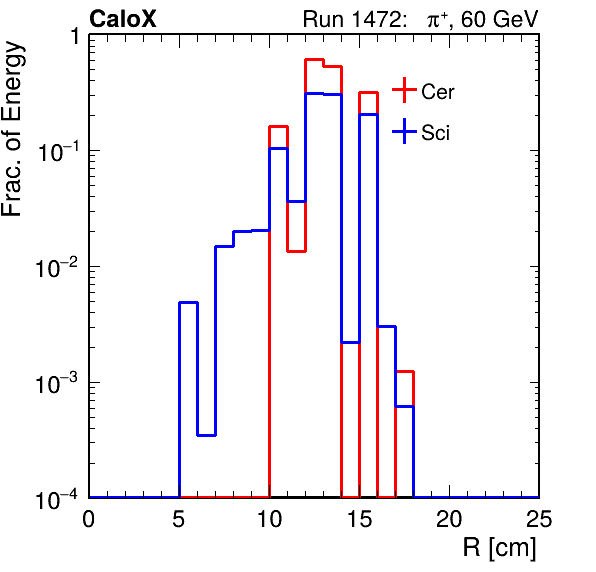 CaloX Run 1472: π⁺, 60 GeV
Frac. of Energy
1
10⁻¹
10⁻²
10⁻³
10⁻⁴
Cer
Sci
0 5 10 15 20 25
R [cm]